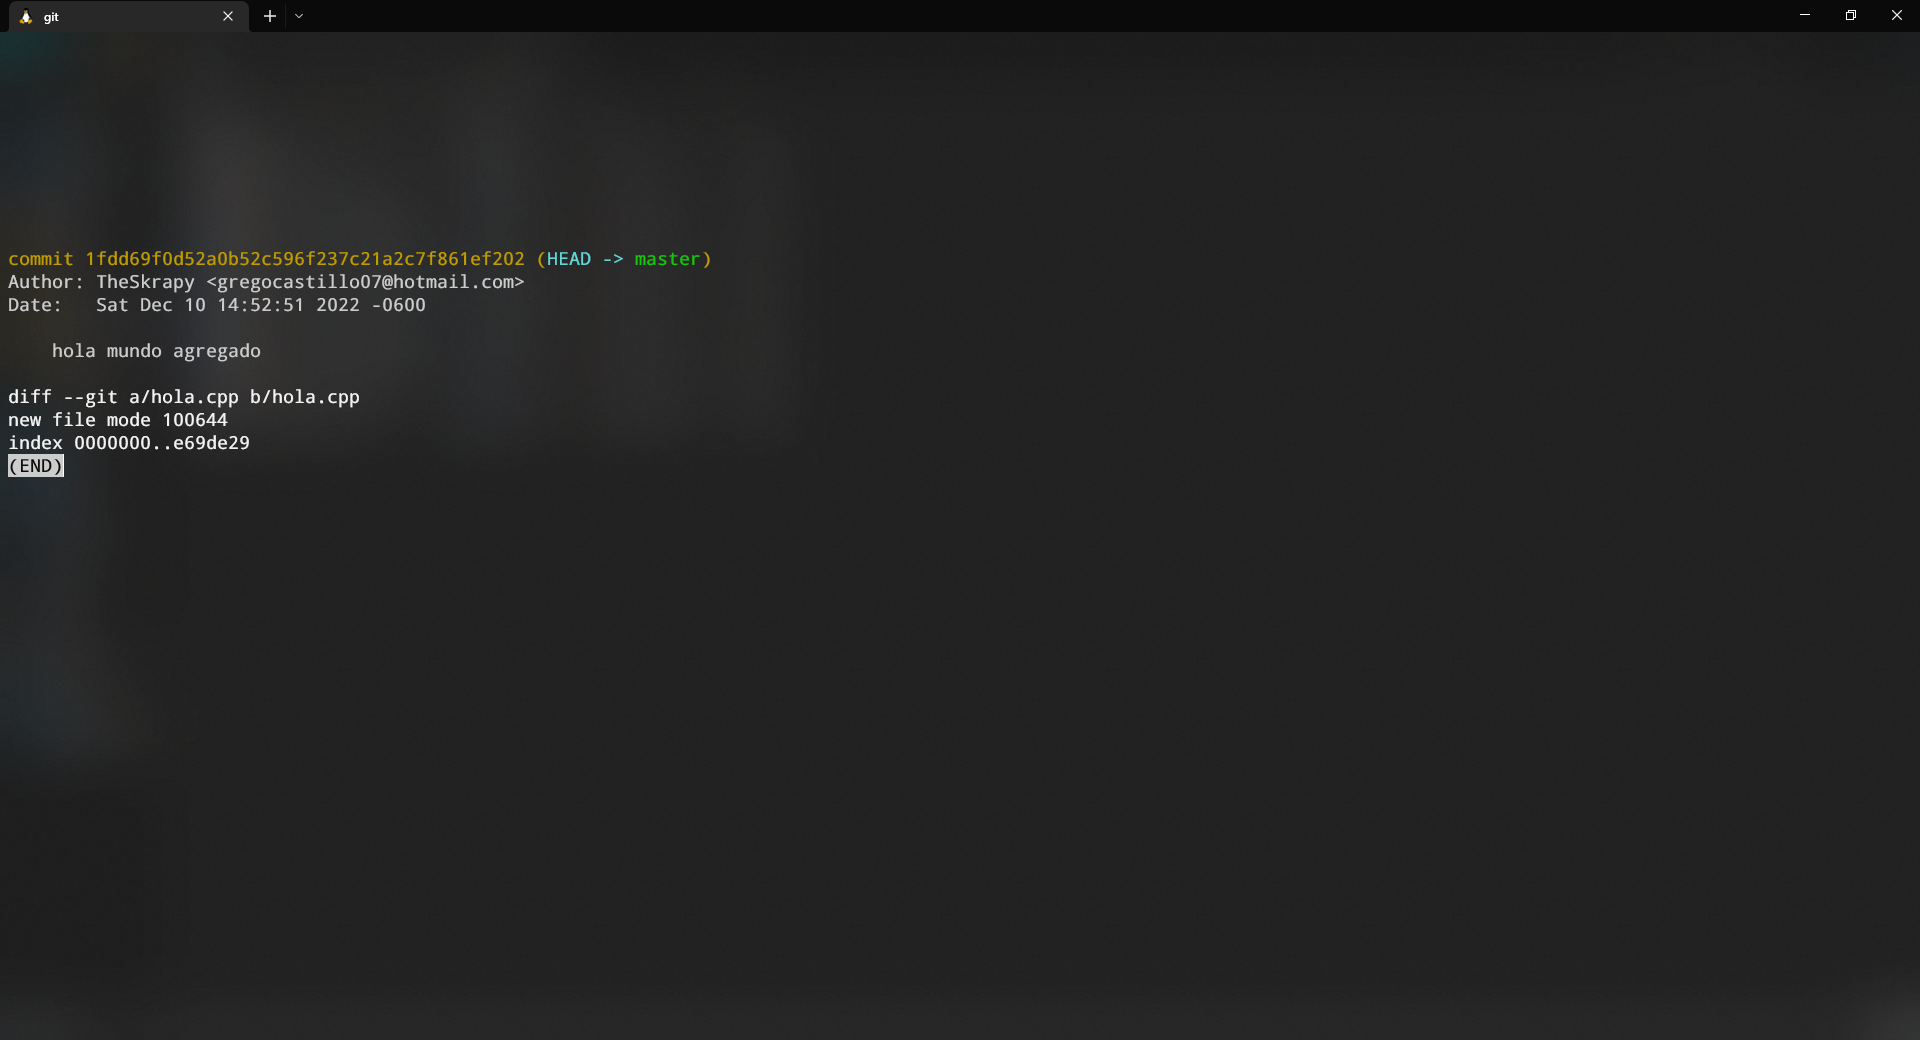 git
commit 1fdd69f0d52a0b52c596f237c21a2c7f861ef202 (HEAD -> master)
Author: TheSkrapy <gregocastillo07@hotmail.com>
Date:   Sat Dec 10 14:52:51 2022 -0600
hola mundo agregado
diff --git a/hola.cpp b/hola.cpp
new file mode 100644
index 0000000..e69de29
(END)